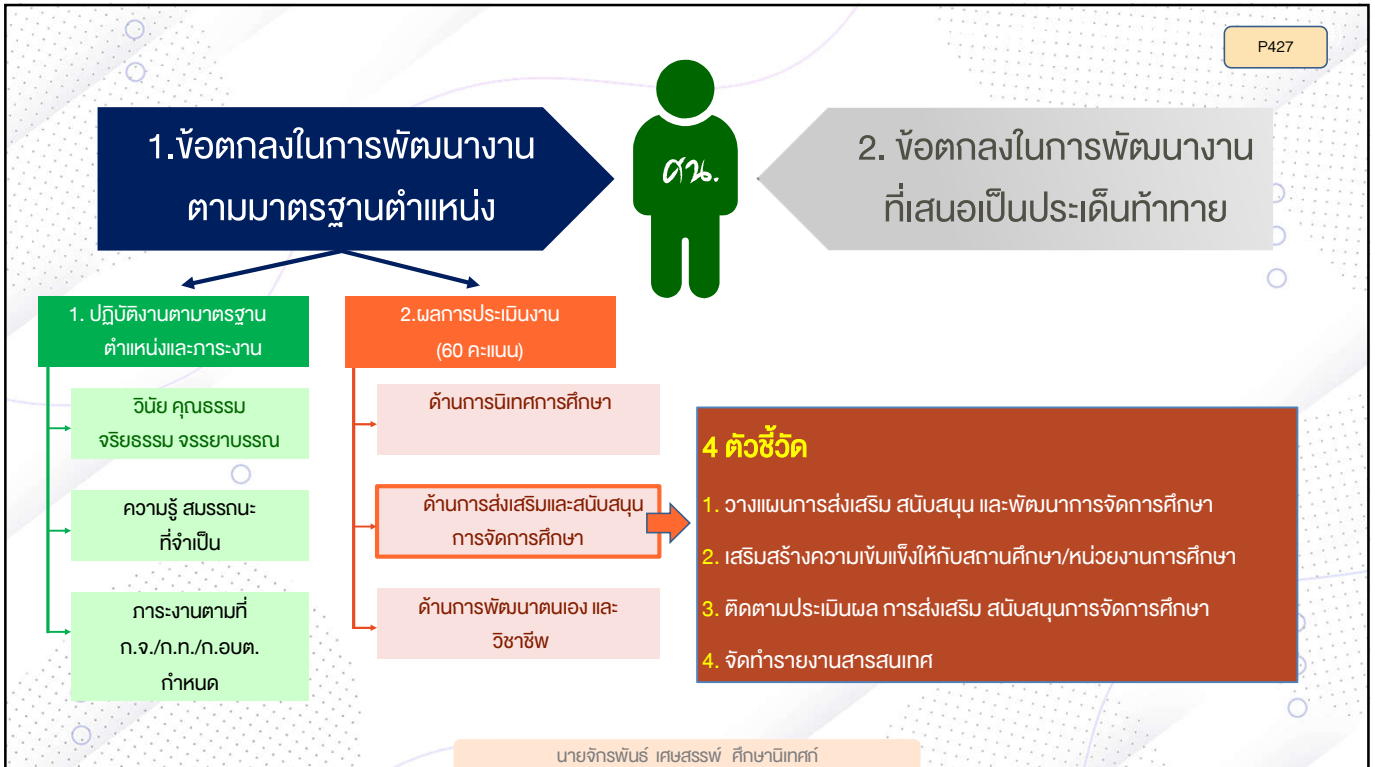 P427
1.ข้อตกลงในการพัฒนางาน
ตามมาตรฐานตำแหน่ง
ศน.
2. ข้อตกลงในการพัฒนางาน
ที่เสนอเป็นประเด็นท้าทาย
1. ปฏิบัติงานตามาตรฐาน
ตำแหน่งและภาระงาน
วินัย คุณธรรม
จริยธรรม จรรยาบรรณ
ความรู้ สมรรถนะ
ที่จำเป็น
ภาระงานตามที่
ก.จ./ก.ท./ก.อบต.
กำหนด
2.ผลการประเมินงาน
(60 คะแนน)
ด้านการนิเทศการศึกษา
ด้านการส่งเสริมและสนับสนุน
การจัดการศึกษา
ด้านการพัฒนาตนเอง และ
วิชาชีพ
4 ตัวชี้วัด
1. วางแผนการส่งเสริม สนับสนุน และพัฒนาการจัดการศึกษา
2. เสริมสร้างความเข้มแข็งให้กับสถานศึกษา/หน่วยงานการศึกษา
3. ติดตามประเมินผล การส่งเสริม สนับสนุนการจัดการศึกษา
4. จัดทำรายงานสารสนเทศ
นายจักรพันธ์ เศษสรรพ์ ศึกษานิเทศก์